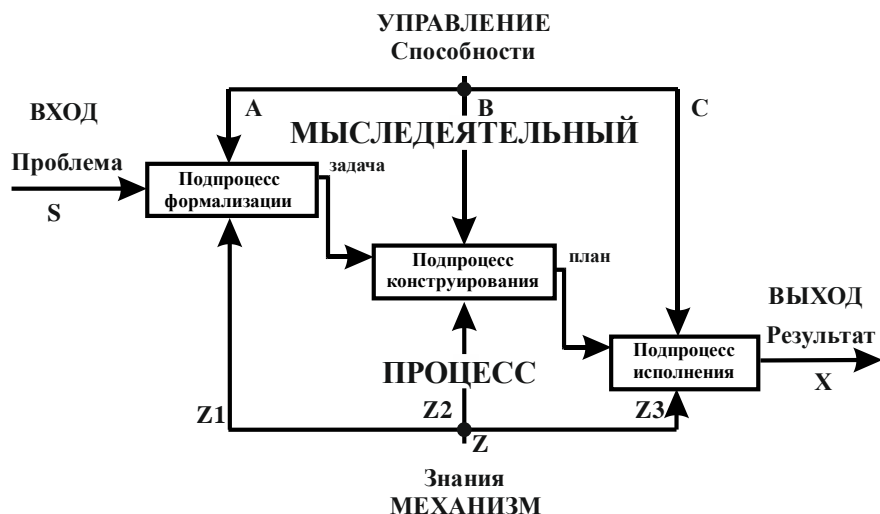 УПРАВЛЕНИЕ
Способности
A
B
C
ВХОД
МЫСЛЕДЕЯТЕЛЬНЫЙ
Проблема
S
Подпроцесс
формализации
задача
Подпроцесс
конструирования
план
ВЫХОД
Результат
X
Подпроцесс
исполнения
ПРОЦЕСС
Z1
Z2
Z3
Z
Знания
МЕХАНИЗМ